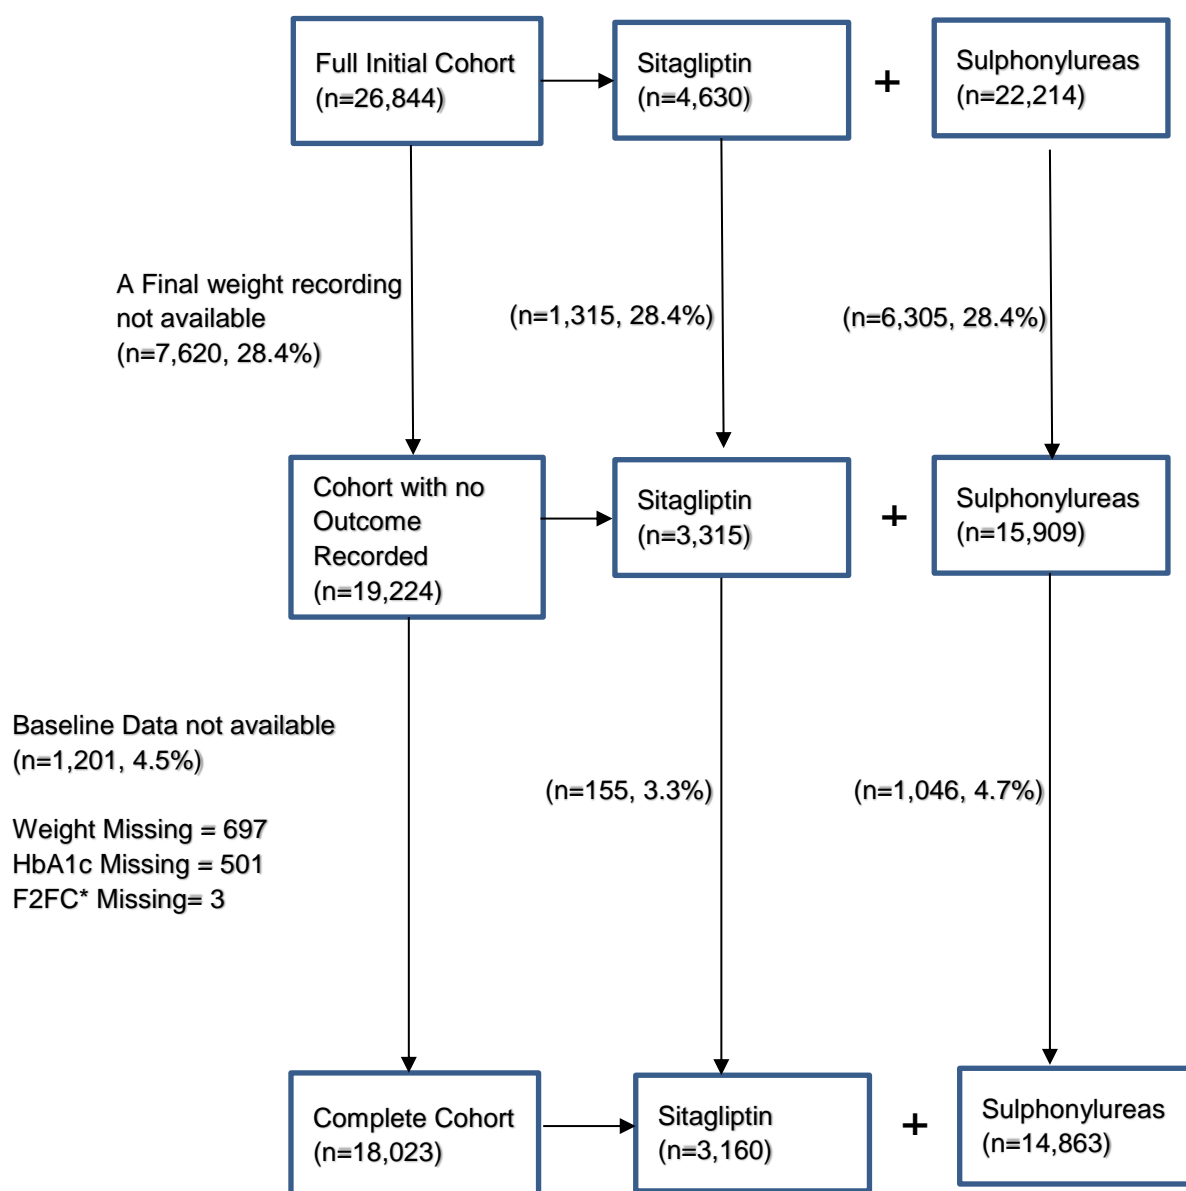 Full Initial Cohort
(n=26,844)
Sitagliptin
(n=4,630)
+
Sulphonylureas
(n=22,214)
A Final weight recording
not available
(n=7,620, 28.4%)
(n=1,315, 28.4%)
(n=6,305, 28.4%)
Cohort with no
Outcome
Recorded
(n=19,224)
Sitagliptin
(n=3,315)
+
Sulphonylureas
(n=15,909)
Baseline Data not available
(n=1,201, 4.5%)
Weight Missing = 697
HbA1c Missing = 501
F2FC* Missing= 3
(n=155, 3.3%)
(n=1,046, 4.7%)
Complete Cohort
(n=18,023)
Sitagliptin
(n=3,160)
+
Sulphonylureas
(n=14,863)